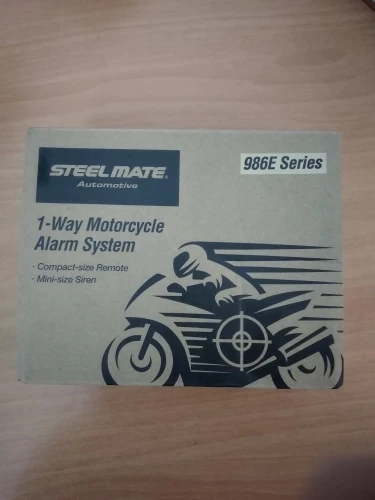 STEEL MATE®
Automotive
986E Series
1-Way Motorcycle
Alarm System
· Compact-size Remote
· Mini-size Siren